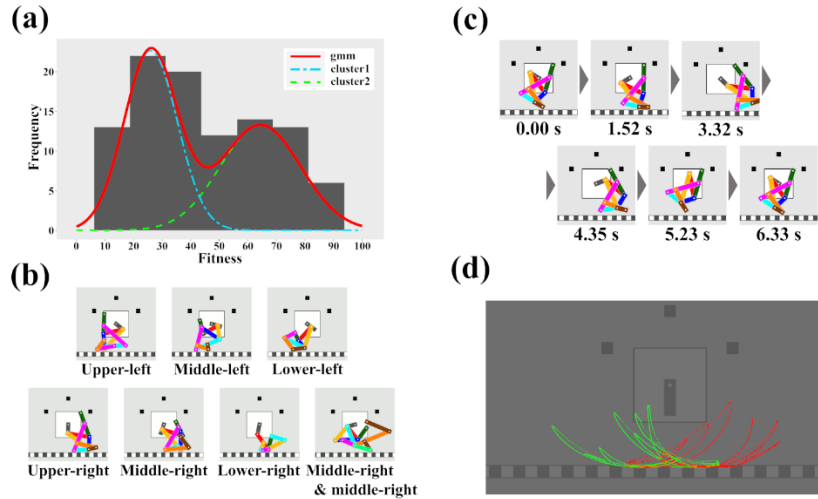 (a)
gmm
cluster1
cluster2
Frequency
20
15
10
5
0
0 10 20 30 40 50 60 70 80 90 100
Fitness
(b)
Upper-left Middle-left Lower-left
Upper-right Middle-right Lower-right Middle-right
& middle-right
(c)
0.00 s 1.52 s 3.32 s
4.35 s 5.23 s 6.33 s
(d)